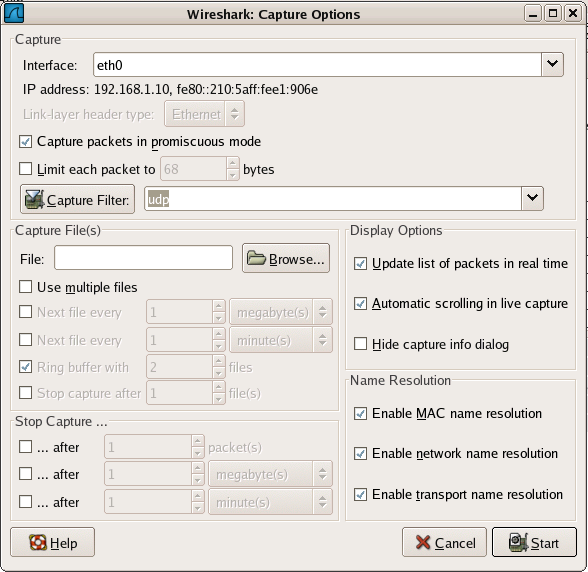 Wireshark: Capture Options
Capture
Interface: eth0
IP address: 192.168.1.10, fe80::210:5aff:fee1:906e
Link-layer header type: Ethernet
Capture packets in promiscuous mode
Limit each packet to 68 bytes
Capture Filter: udp
Capture File(s)
File: Browse...
Use multiple files
Next file every 1 megabyte(s)
Next file every 1 minute(s)
Ring buffer with 2 files
Stop capture after 1 file(s)
Stop Capture ...
... after 1 packet(s)
... after 1 megabyte(s)
... after 1 minute(s)
Display Options
Update list of packets in real time
Automatic scrolling in live capture
Hide capture info dialog
Name Resolution
Enable MAC name resolution
Enable network name resolution
Enable transport name resolution
Help Cancel Start